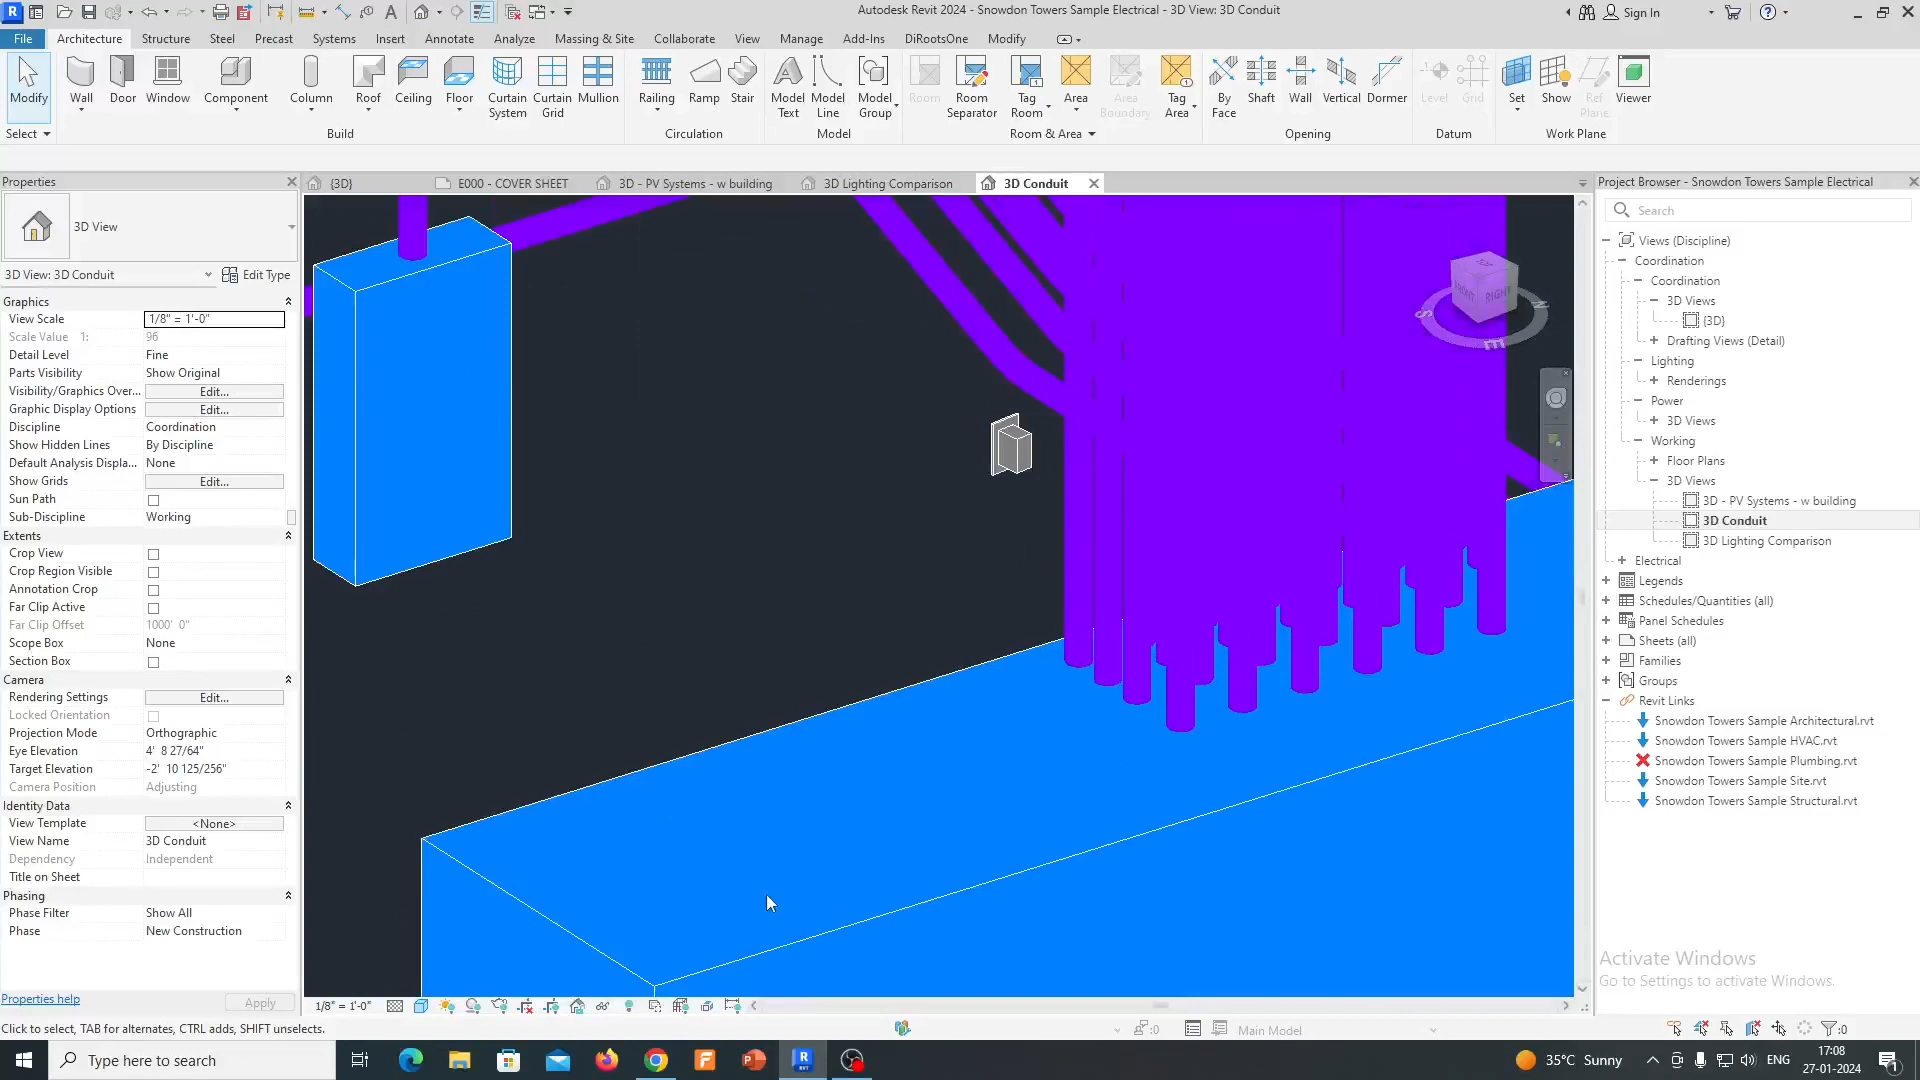 Autodesk Revit 2024 - Snowdon Towers Sample Electrical - 3D View: 3D Conduit
Sign In
File
Architecture
Structure
Steel
Precast
Systems
Insert
Annotate
Analyze
Massing & Site
Collaborate
View
Manage
Add-Ins
DiRootsOne
Modify
Modify
Wall
Door
Window
Component
Column
Roof
Ceiling
Floor
Curtain System
Curtain Grid
Mullion
Railing
Ramp
Stair
Model Text
Model Line
Model Group
Room
Room Separator
Tag Room
Area
Area Boundary
Tag Area
By Face
Shaft
Wall
Vertical
Dormer
Level
Grid
Set
Show
Ref Plane
Viewer
Select
Build
Circulation
Model
Room & Area
Opening
Datum
Work Plane
Properties
3D View
3D View: 3D Conduit
Edit Type
Graphics
View Scale 1/8" = 1'-0"
Scale Value 1: 96
Detail Level Fine
Parts Visibility Show Original
Visibility/Graphics Over... Edit...
Graphic Display Options Edit...
Discipline Coordination
Show Hidden Lines By Discipline
Default Analysis Displa... None
Show Grids Edit...
Sun Path
Sub-Discipline Working
Extents
Crop View
Crop Region Visible
Annotation Crop
Far Clip Active
Far Clip Offset 1000' 0"
Scope Box None
Section Box
Camera
Rendering Settings Edit...
Locked Orientation
Projection Mode Orthographic
Eye Elevation 4' 8 27/64"
Target Elevation -2' 10 125/256"
Camera Position Adjusting
Identity Data
View Template <None>
View Name 3D Conduit
Dependency Independent
Title on Sheet
Phasing
Phase Filter Show All
Phase New Construction
Properties help
Apply
{3D}
E000 - COVER SHEET
3D - PV Systems - w building
3D Lighting Comparison
3D Conduit
FRONT
RIGHT
S
E
N
1/8" = 1'-0"
Project Browser - Snowdon Towers Sample Electrical
Search
Views (Discipline)
Coordination
Coordination
3D Views
{3D}
Drafting Views (Detail)
Lighting
Renderings
Power
3D Views
Working
Floor Plans
3D Views
3D - PV Systems - w building
3D Conduit
3D Lighting Comparison
Electrical
Legends
Schedules/Quantities (all)
Panel Schedules
Sheets (all)
Families
Groups
Revit Links
Snowdon Towers Sample Architectural.rvt
Snowdon Towers Sample HVAC.rvt
Snowdon Towers Sample Plumbing.rvt
Snowdon Towers Sample Site.rvt
Snowdon Towers Sample Structural.rvt
Activate Windows
Go to Settings to activate Windows.
Click to select, TAB for alternates, CTRL adds, SHIFT unselects.
:0
Main Model
:0
Type here to search
35°C Sunny
ENG
17:08
27-01-2024
1